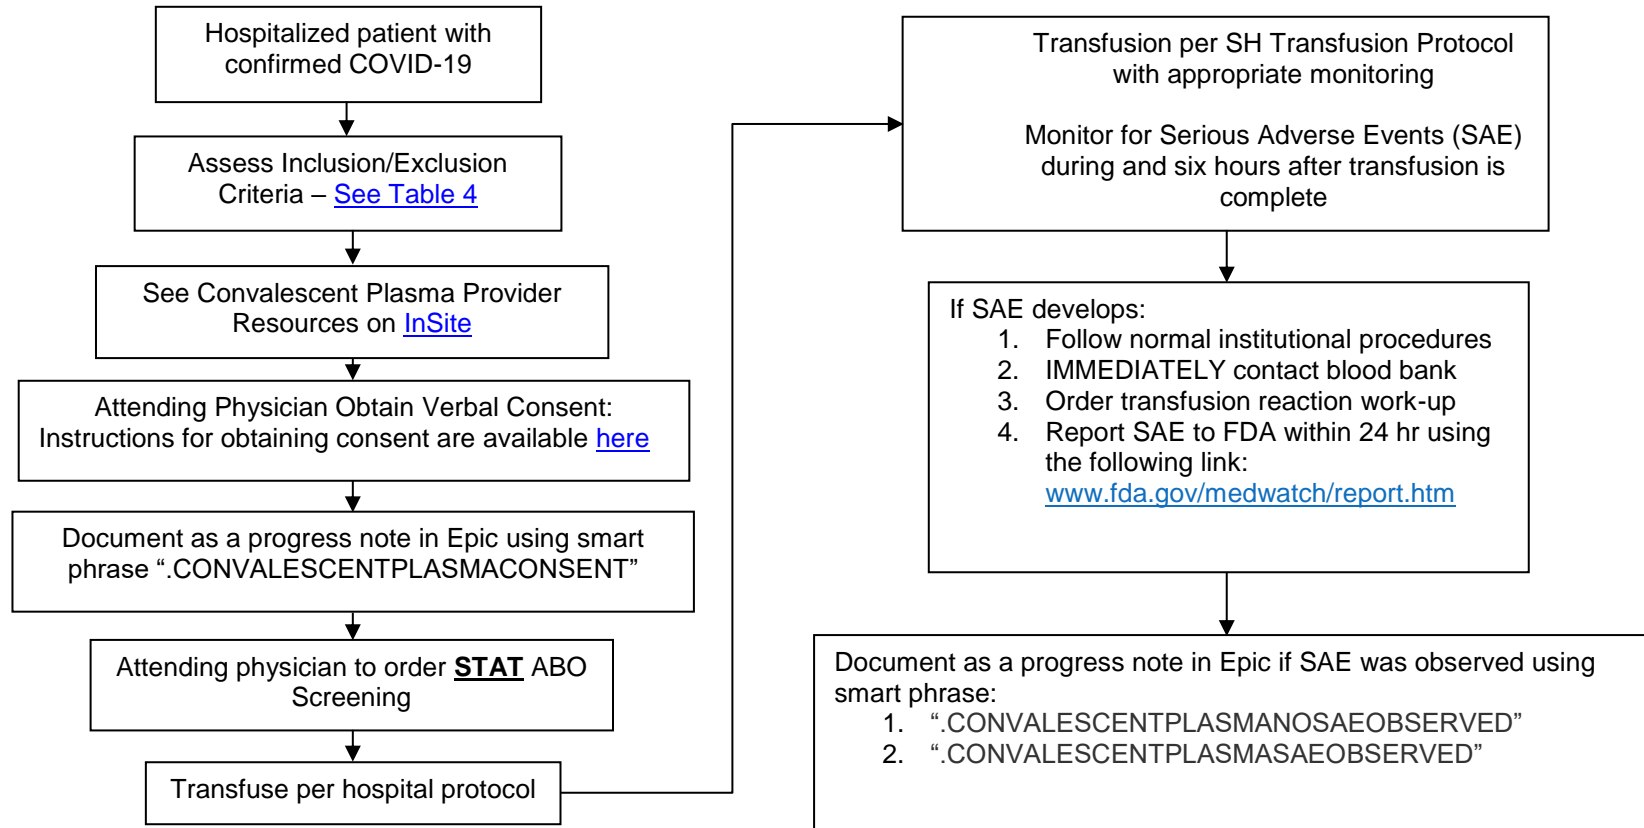 Hospitalized patient with
confirmed COVID-19
Assess Inclusion/Exclusion
Criteria – See Table 4
See Convalescent Plasma Provider
Resources on InSite
Attending Physician Obtain Verbal Consent:
Instructions for obtaining consent are available here
Document as a progress note in Epic using smart
phrase “.CONVALESCENTPLASMACONSENT”
Attending physician to order STAT ABO
Screening
Transfuse per hospital protocol
Transfusion per SH Transfusion Protocol
with appropriate monitoring
Monitor for Serious Adverse Events (SAE)
during and six hours after transfusion is
complete
If SAE develops:
1. Follow normal institutional procedures
2. IMMEDIATELY contact blood bank
3. Order transfusion reaction work-up
4. Report SAE to FDA within 24 hr using
the following link:
www.fda.gov/medwatch/report.htm
Document as a progress note in Epic if SAE was observed using
smart phrase:
1. “.CONVALESCENTPLASMANOSAEOBSERVED”
2. “.CONVALESCENTPLASMASAEOBSERVED”